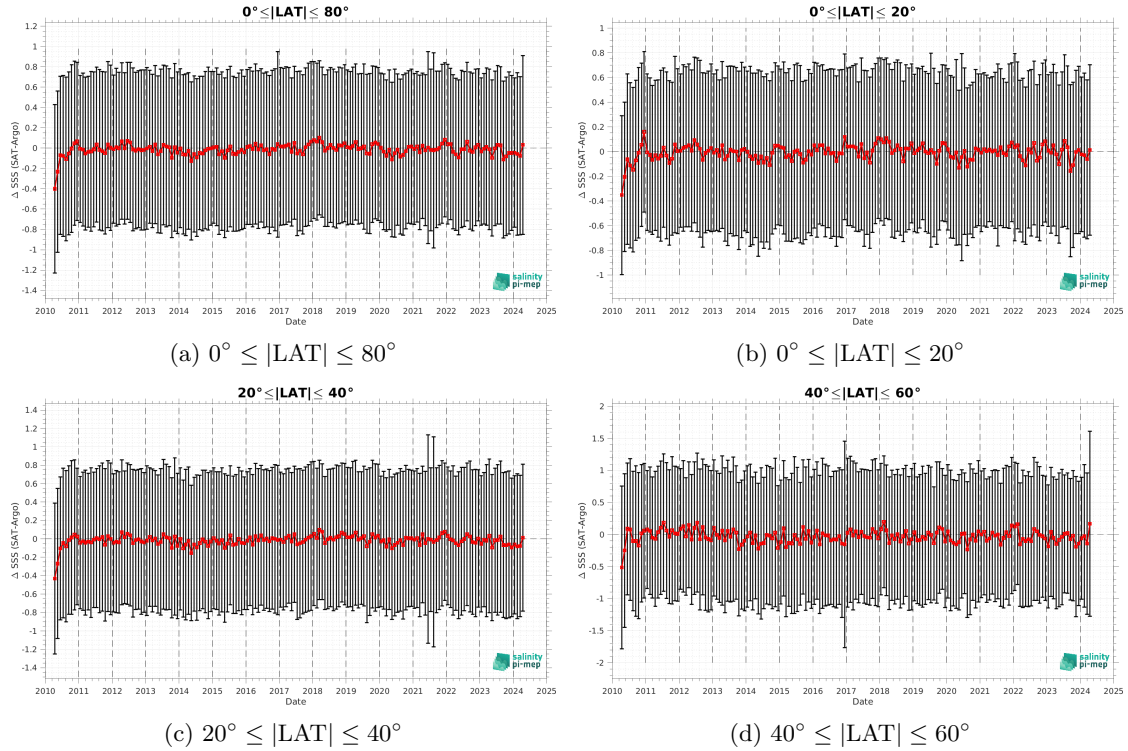 0°≤|LAT|≤ 80°
1.2
1
0.8
0.6
0.4
0.2
0
-0.2
-0.4
-0.6
-0.8
-1
-1.2
-1.4
Δ SSS (SAT-Argo)
2010 2011 2012 2013 2014 2015 2016 2017 2018 2019 2020 2021 2022 2023 2024 2025
Date
salinity
pi-mep
(a) 0° ≤ |LAT| ≤ 80°
0°≤|LAT|≤ 20°
1
0.8
0.6
0.4
0.2
0
-0.2
-0.4
-0.6
-0.8
-1
Δ SSS (SAT-Argo)
2010 2011 2012 2013 2014 2015 2016 2017 2018 2019 2020 2021 2022 2023 2024 2025
Date
salinity
pi-mep
(b) 0° ≤ |LAT| ≤ 20°
20°≤|LAT|≤ 40°
1.4
1.2
1
0.8
0.6
0.4
0.2
0
-0.2
-0.4
-0.6
-0.8
-1
-1.2
-1.4
Δ SSS (SAT-Argo)
2010 2011 2012 2013 2014 2015 2016 2017 2018 2019 2020 2021 2022 2023 2024 2025
Date
salinity
pi-mep
(c) 20° ≤ |LAT| ≤ 40°
40°≤|LAT|≤ 60°
2
1.5
1
0.5
0
-0.5
-1
-1.5
-2
Δ SSS (SAT-Argo)
2010 2011 2012 2013 2014 2015 2016 2017 2018 2019 2020 2021 2022 2023 2024 2025
Date
salinity
pi-mep
(d) 40° ≤ |LAT| ≤ 60°